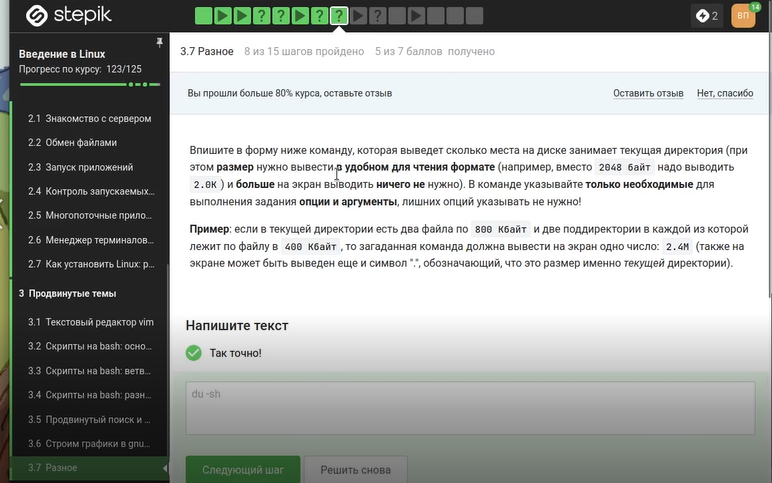 stepik
2
ВП
14
Введение в Linux
Прогресс по курсу: 123/125
2.1 Знакомство с сервером
2.2 Обмен файлами
2.3 Запуск приложений
2.4 Контроль запускаемых...
2.5 Многопоточные прило...
2.6 Менеджер терминалов...
2.7 Как установить Linux: р...
3 Продвинутые темы
3.1 Текстовый редактор vim
3.2 Скрипты на bash: осно...
3.3 Скрипты на bash: ветв...
3.4 Скрипты на bash: разн...
3.5 Продвинутый поиск и ...
3.6 Строим графики в gnu...
3.7 Разное
3.7 Разное 8 из 15 шагов пройдено 5 из 7 баллов получено
Вы прошли больше 80% курса, оставьте отзыв Оставить отзыв Нет, спасибо
Впишите в форму ниже команду, которая выведет сколько места на диске занимает текущая директория (при
этом размер нужно вывести в удобном для чтения формате (например, вместо 2048 байт надо выводить
2.0K ) и больше на экран выводить ничего не нужно). В команде указывайте только необходимые для
выполнения задания опции и аргументы, лишних опций указывать не нужно!
Пример: если в текущей директории есть два файла по 800 Кбайт и две поддиректории в каждой из которой
лежит по файлу в 400 Кбайт , то загаданная команда должна вывести на экран одно число: 2.4M (также на
экране может быть выведен еще и символ ".", обозначающий, что это размер именно текущей директории).
Напишите текст
Так точно!
du -sh
Следующий шаг Решить снова